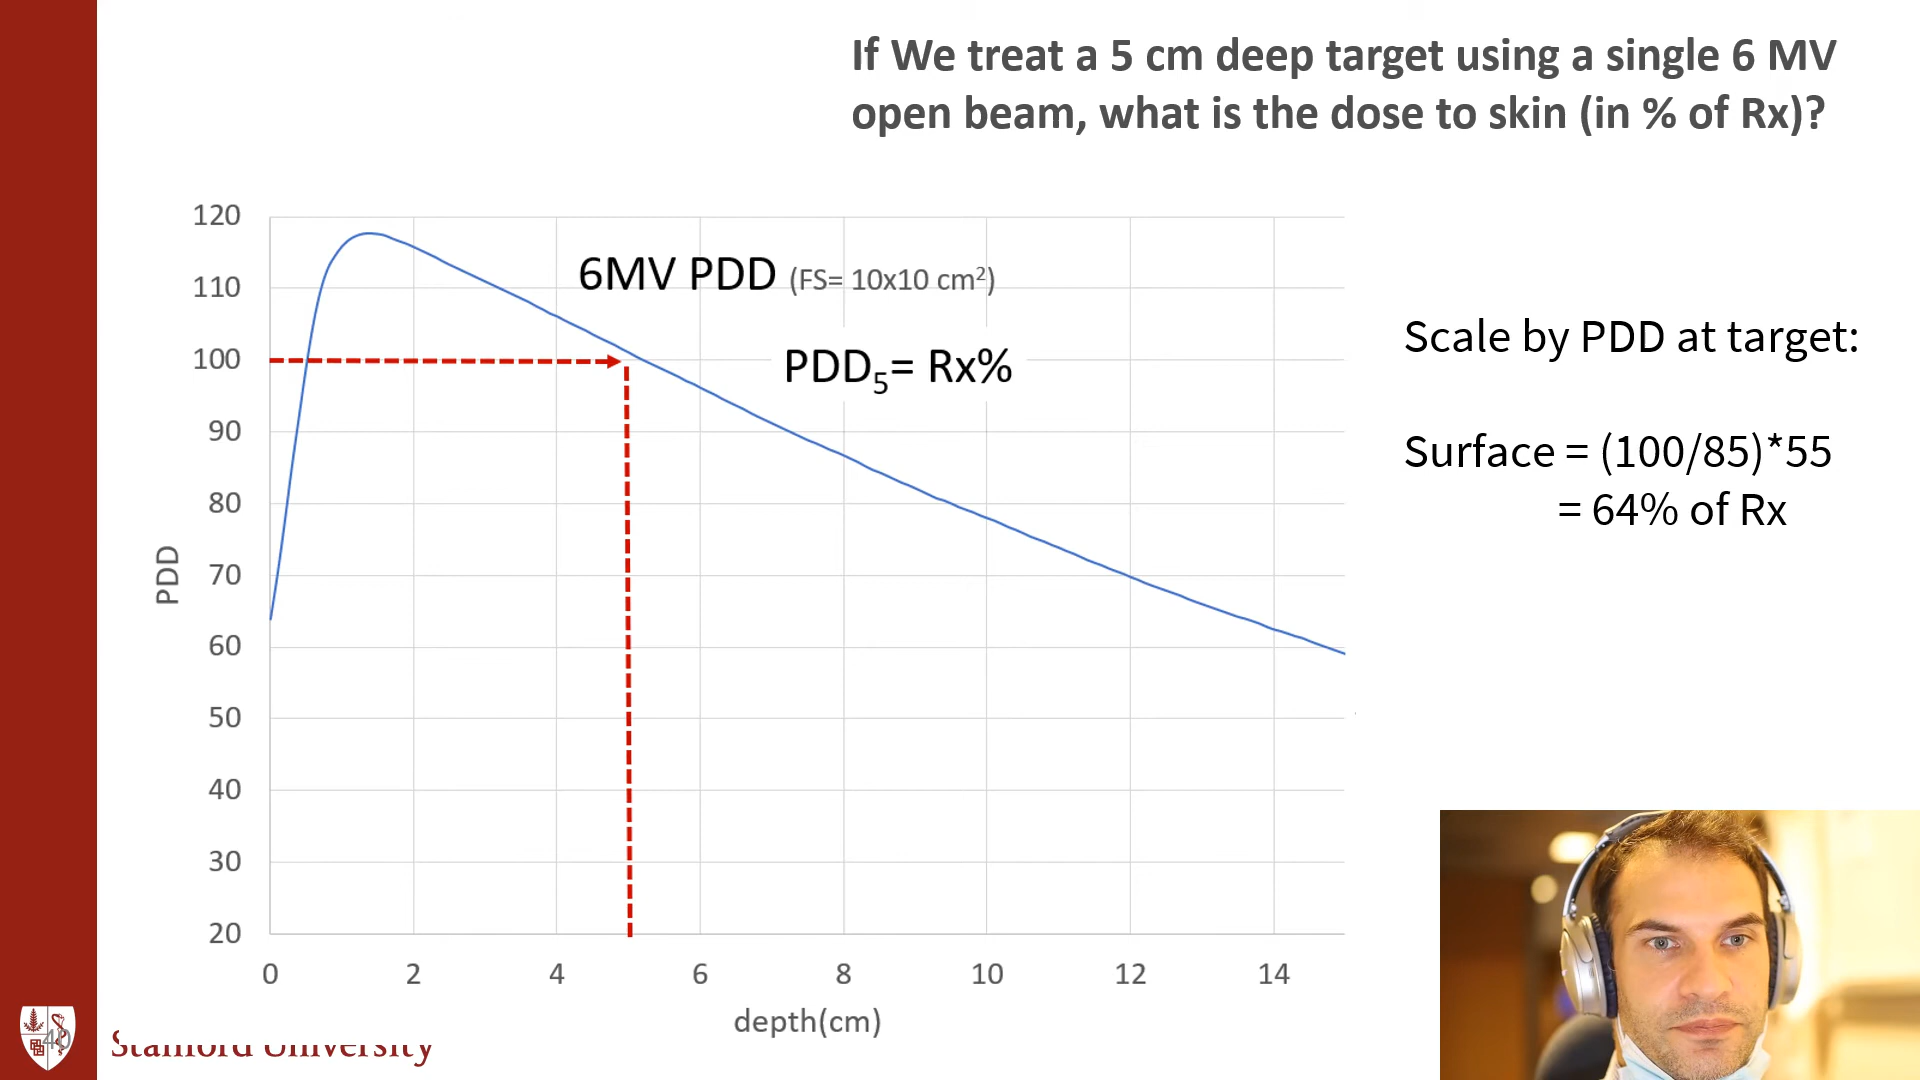 If We treat a 5 cm deep target using a single 6 MV
open beam, what is the dose to skin (in % of Rx)?
120
110
100
90
80
70
60
50
40
30
20
PDD
6MV PDD (FS= 10x10 cm²)
PDD₅= Rx%
0 2 4 6 8 10 12 14
depth(cm)
Scale by PDD at target:
Surface = (100/85)*55
= 64% of Rx
40
Stanford University